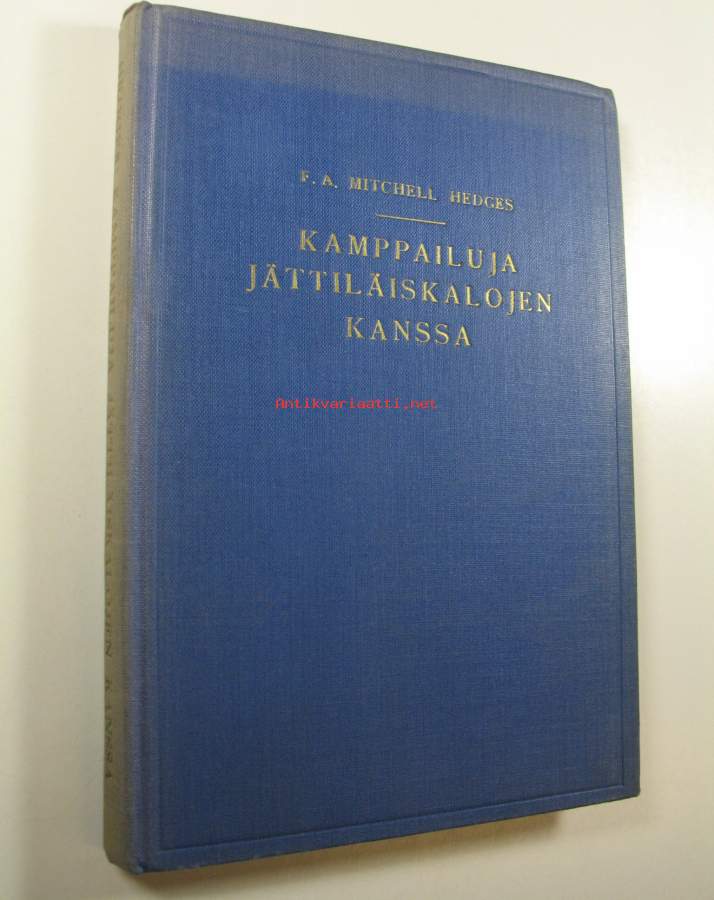 F. A. MITCHELL HEDGES
KAMPPAILUJA
JÄTTILÄISKALOJEN
KANSSA
Antikvariaatti.net